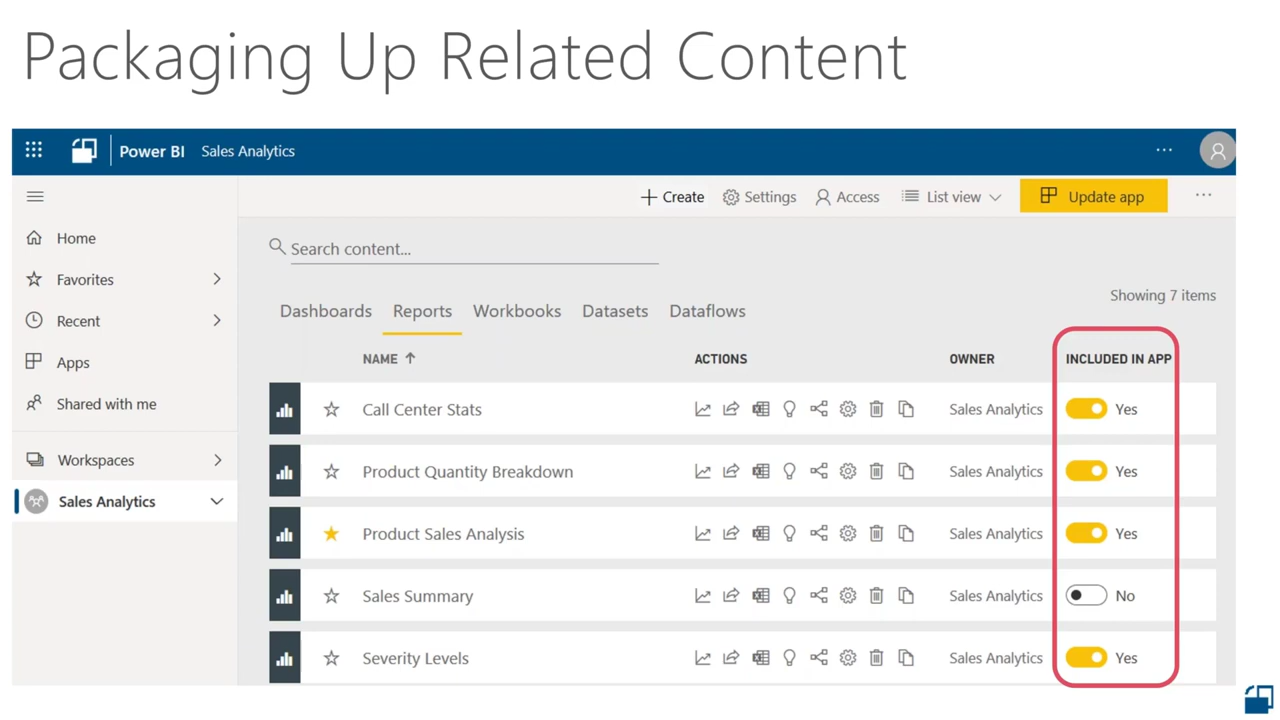 Packaging Up Related Content
Power BI Sales Analytics
Create Settings Access List view Update app
Home
Favorites
Recent
Apps
Shared with me
Workspaces
Sales Analytics
Search content...
Showing 7 items
Dashboards Reports Workbooks Datasets Dataflows
NAME ACTIONS OWNER INCLUDED IN APP
Call Center Stats Sales Analytics Yes
Product Quantity Breakdown Sales Analytics Yes
Product Sales Analysis Sales Analytics Yes
Sales Summary Sales Analytics No
Severity Levels Sales Analytics Yes